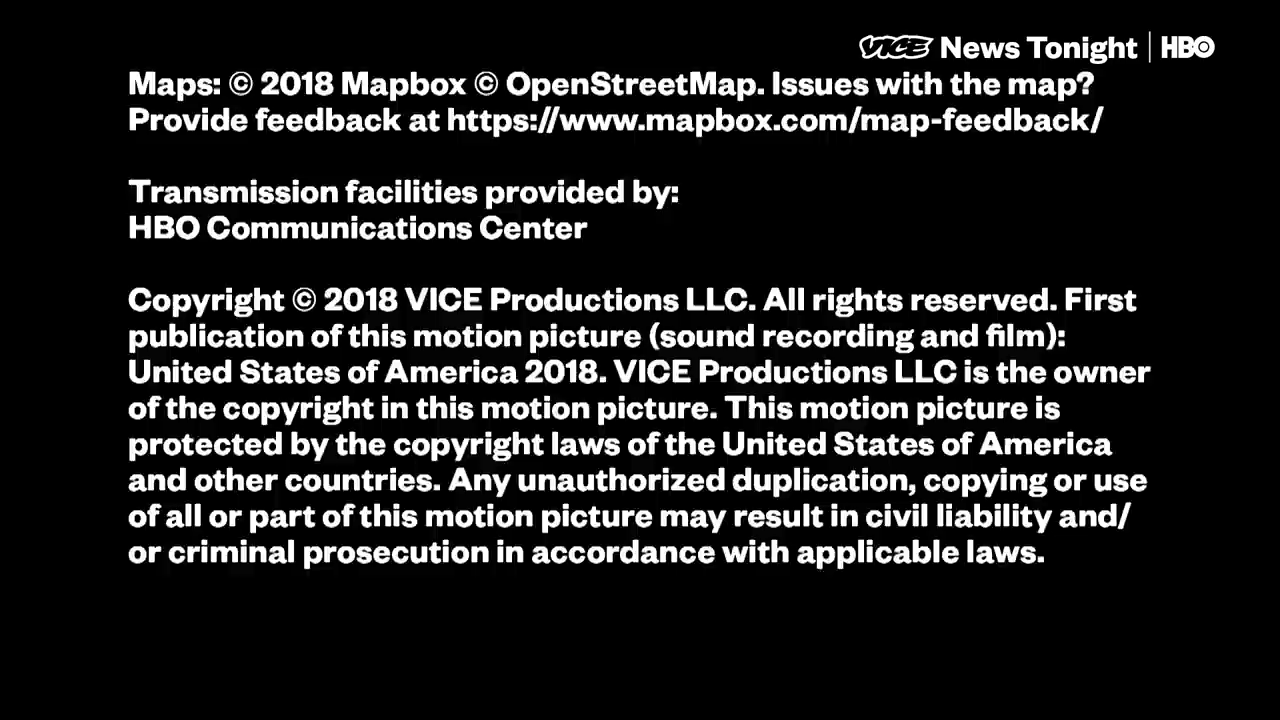 VICE News Tonight | HBO
Maps: © 2018 Mapbox © OpenStreetMap. Issues with the map?
Provide feedback at https://www.mapbox.com/map-feedback/
Transmission facilities provided by:
HBO Communications Center
Copyright © 2018 VICE Productions LLC. All rights reserved. First
publication of this motion picture (sound recording and film):
United States of America 2018. VICE Productions LLC is the owner
of the copyright in this motion picture. This motion picture is
protected by the copyright laws of the United States of America
and other countries. Any unauthorized duplication, copying or use
of all or part of this motion picture may result in civil liability and/
or criminal prosecution in accordance with applicable laws.